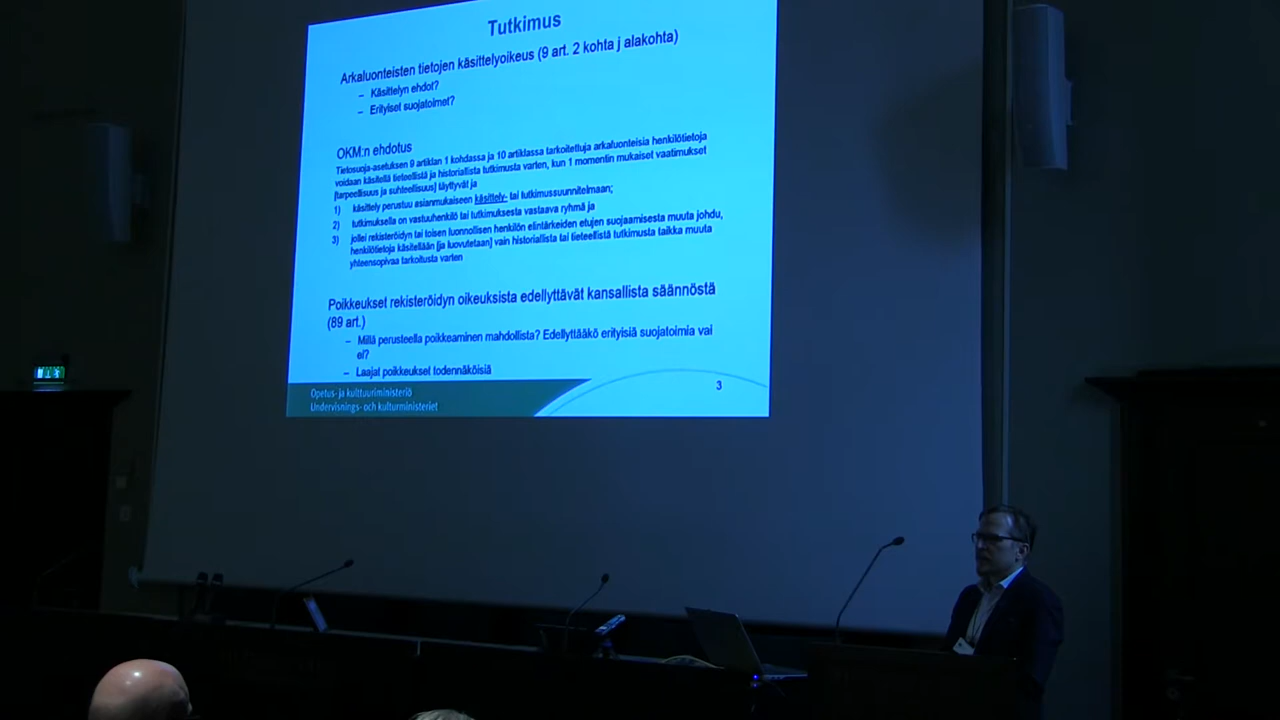 Tutkimus
Arkaluonteisten tietojen käsittelyoikeus (9 art. 2 kohta j alakohta)
– Käsittelyn ehdot?
– Erityiset suojatoimet?
OKM:n ehdotus
Tietosuoja-asetuksen 9 artiklan 1 kohdassa ja 10 artiklassa tarkoitettuja arkaluonteisia henkilötietoja
voidaan käsitellä tieteellistä ja historiallista tutkimusta varten, kun 1 momentin mukaiset vaatimukset
[tarpeellisuus ja suhteellisuus] täyttyvät ja
1) käsittely perustuu asianmukaiseen käsittely- tai tutkimussuunnitelmaan;
2) tutkimuksella on vastuuhenkilö tai tutkimuksesta vastaava ryhmä ja
3) jollei rekisteröidyn tai toisen luonnollisen henkilön elintärkeiden etujen suojaamisesta muuta johdu,
henkilötietoja käsitellään [ja luovutetaan] vain historiallista tai tieteellistä tutkimusta taikka muuta
yhteensopivaa tarkoitusta varten
Poikkeukset rekisteröidyn oikeuksista edellyttävät kansallista säännöstä
(89 art.)
– Millä perusteella poikkeaminen mahdollista? Edellyttääkö erityisiä suojatoimia vai
ei?
– Laajat poikkeukset todennäköisiä
Opetus- ja kulttuuriministeriö
Undervisnings- och kulturministeriet
3